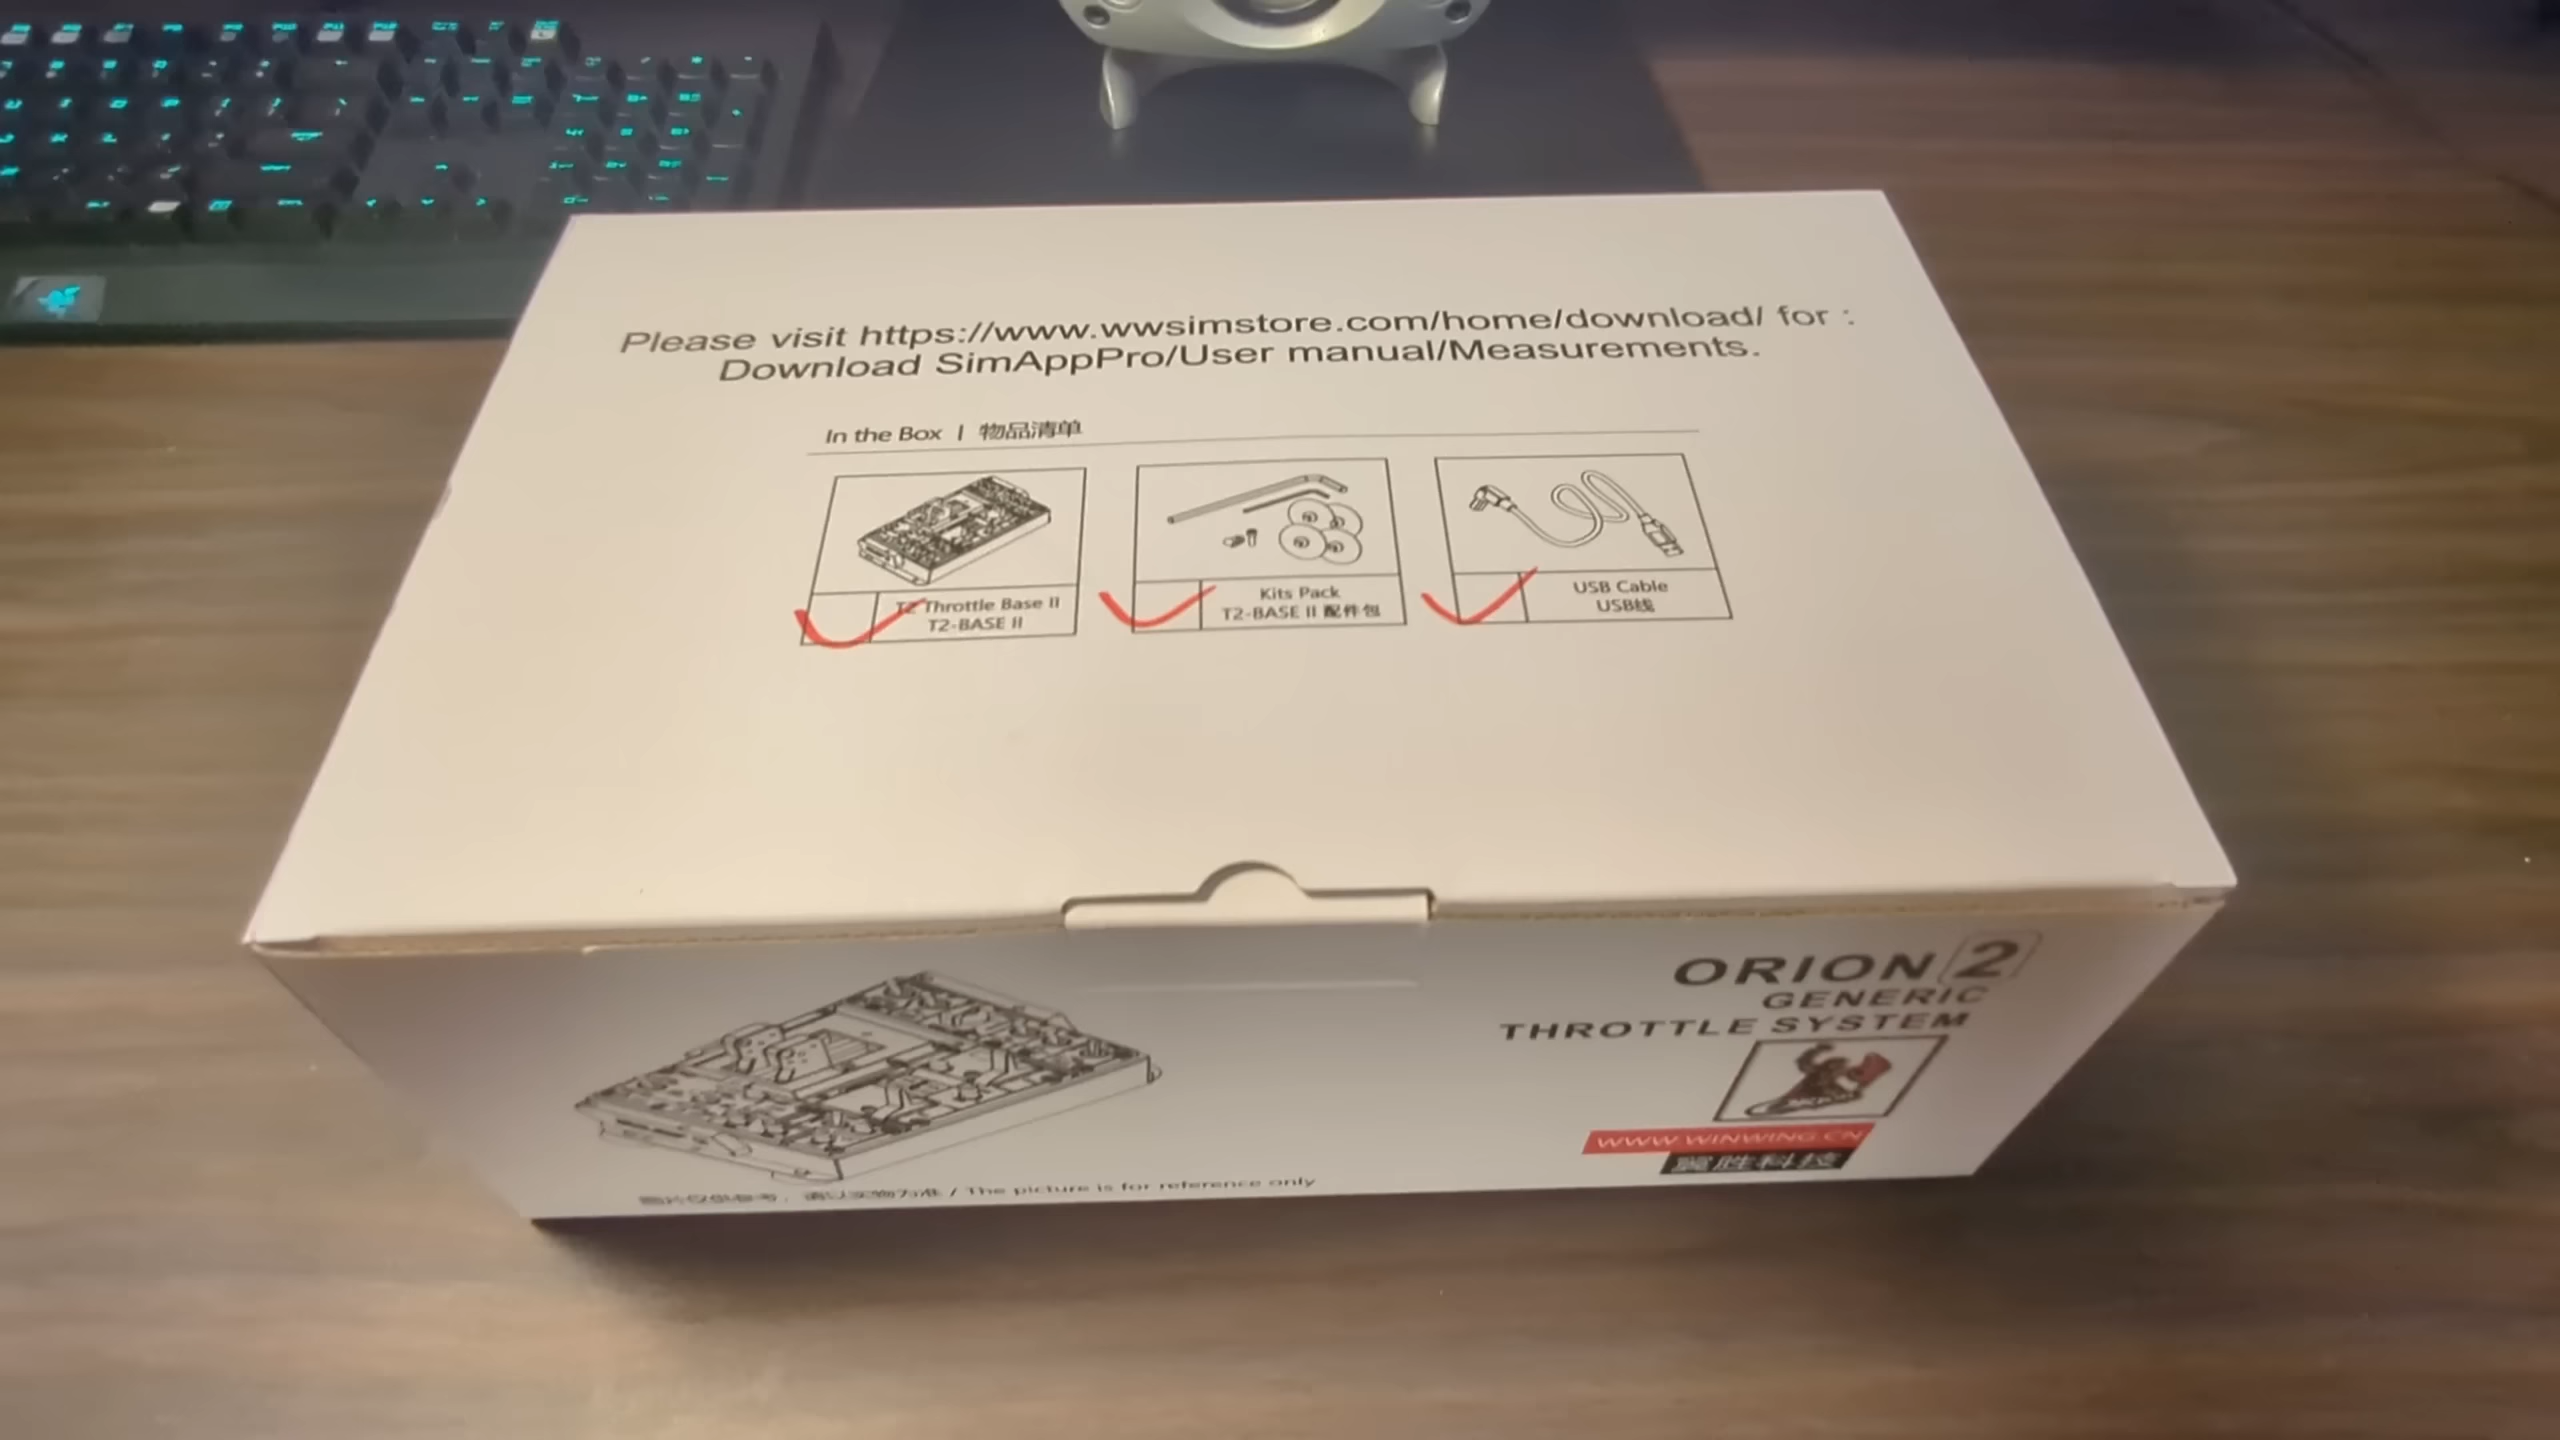 Please visit https://www.wwsimstore.com/home/download/ for :
Download SimAppPro/User manual/Measurements.
In the Box | 物品清单
T2 Throttle Base II
T2-BASE II
Kits Pack
T2-BASE II 配件包
USB Cable
USB线
ORION 2
GENERIC
THROTTLE SYSTEM
WWW.WINWING.CN
翼胜科技
/ The picture is for reference only